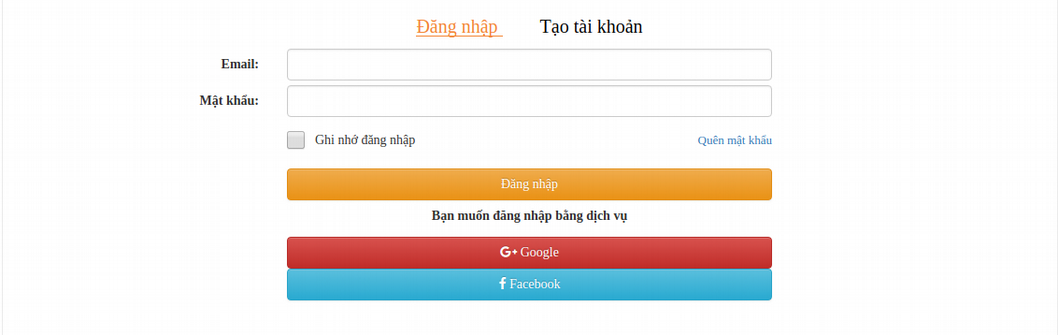 Đăng nhập Tạo tài khoản
Email:
Mật khẩu:
Ghi nhớ đăng nhập Quên mật khẩu
Đăng nhập
Bạn muốn đăng nhập bằng dịch vụ
G+ Google
f Facebook